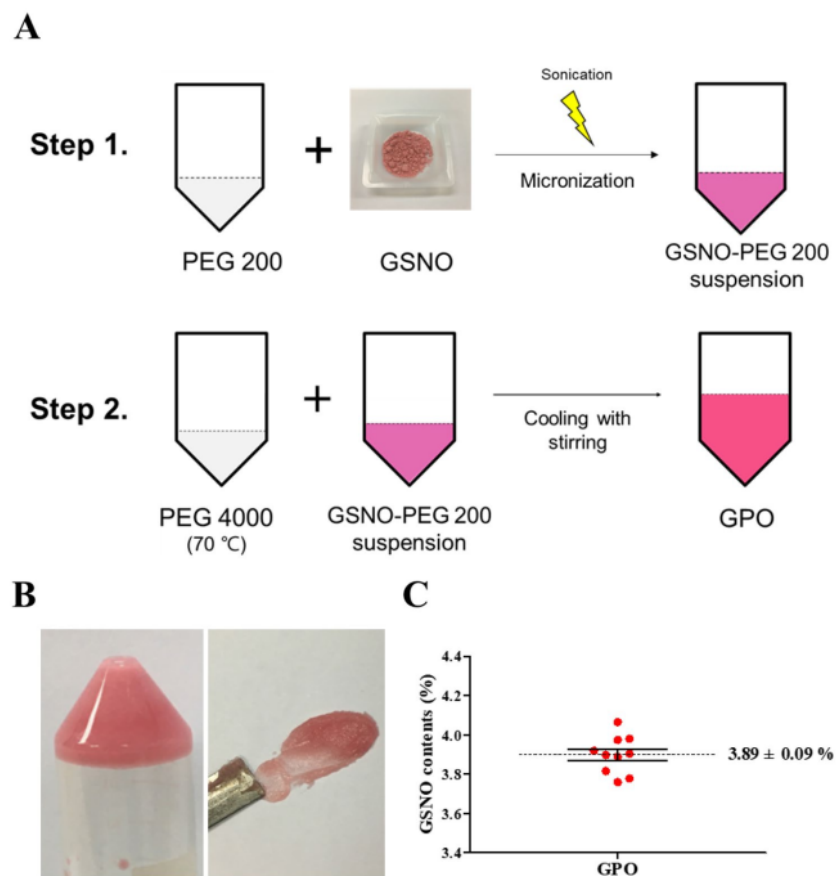 A
Step 1.
+
Sonication
Micronization
PEG 200
GSNO
GSNO-PEG 200
suspension
Step 2.
+
Cooling with
stirring
PEG 4000
(70 ℃)
GSNO-PEG 200
suspension
GPO
B
C
GSNO contents (%)
4.4
4.2
4.0
3.8
3.6
3.4
3.89 ± 0.09 %
GPO